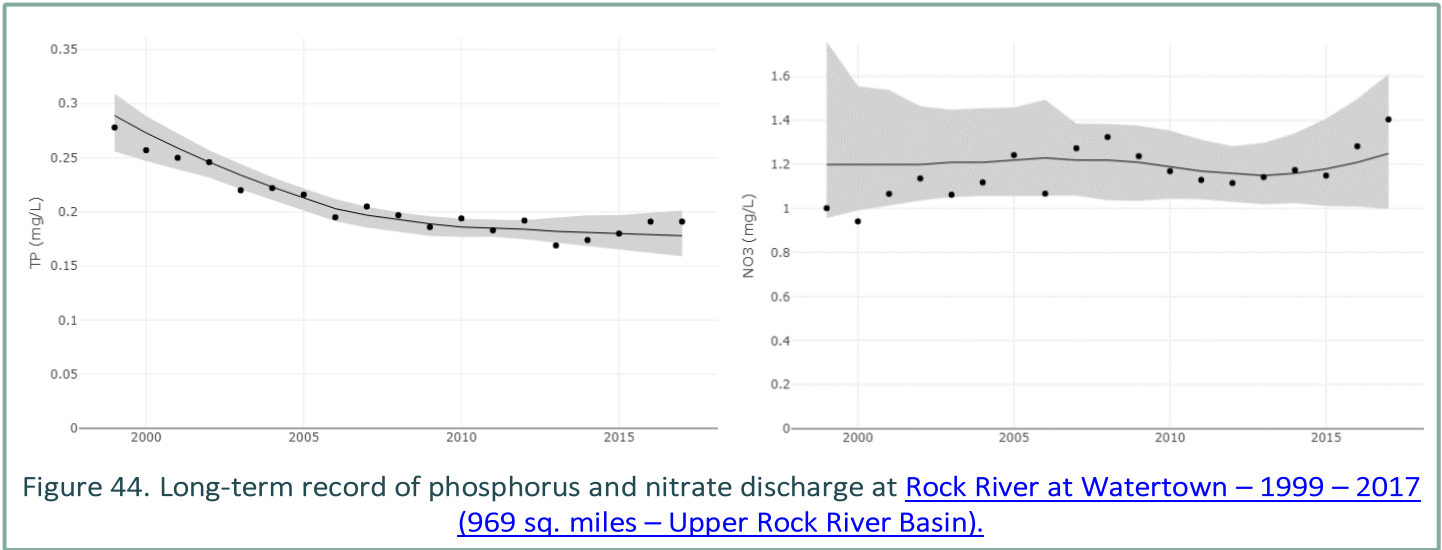 0.35
0.3
0.25
0.2
0.15
0.1
0.05
0
TP (mg/L)
2000 2005 2010 2015
1.6
1.4
1.2
1
0.8
0.6
0.4
0.2
0
NO3 (mg/L)
2000 2005 2010 2015
Figure 44. Long-term record of phosphorus and nitrate discharge at Rock River at Watertown – 1999 – 2017
(969 sq. miles – Upper Rock River Basin).